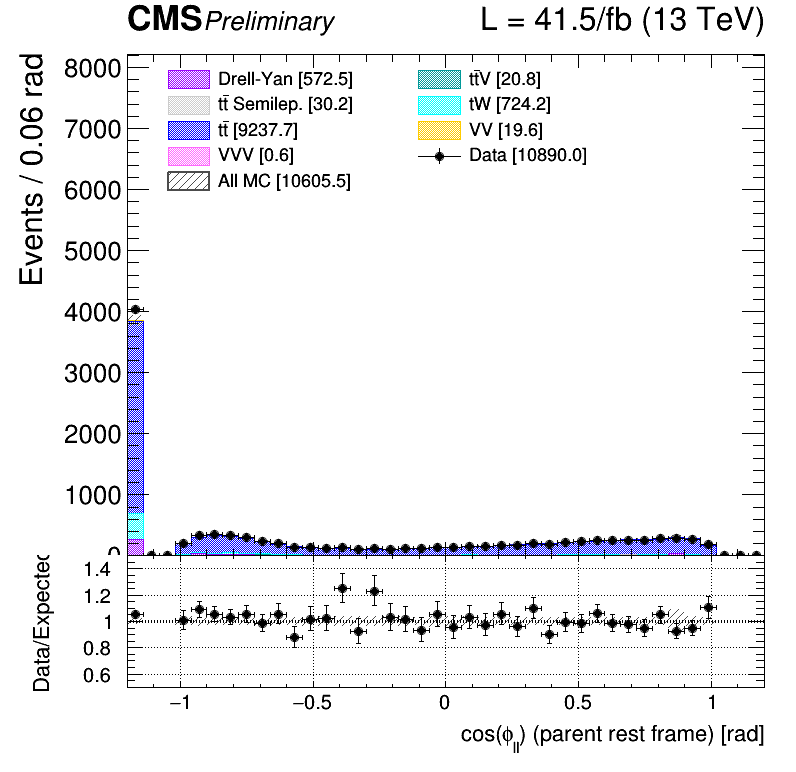 CMS Preliminary L = 41.5/fb (13 TeV)
Events / 0.06 rad
8000
7000
6000
5000
4000
3000
2000
1000
0
Drell-Yan [572.5]
tt̄ Semilep. [30.2]
tt̄ [9237.7]
VVV [0.6]
All MC [10605.5]
tt̄V [20.8]
tW [724.2]
VV [19.6]
Data [10890.0]
Data/Expected
1.4
1.2
1
0.8
0.6
−1 −0.5 0 0.5 1
cos(ϕ_ll) (parent rest frame) [rad]